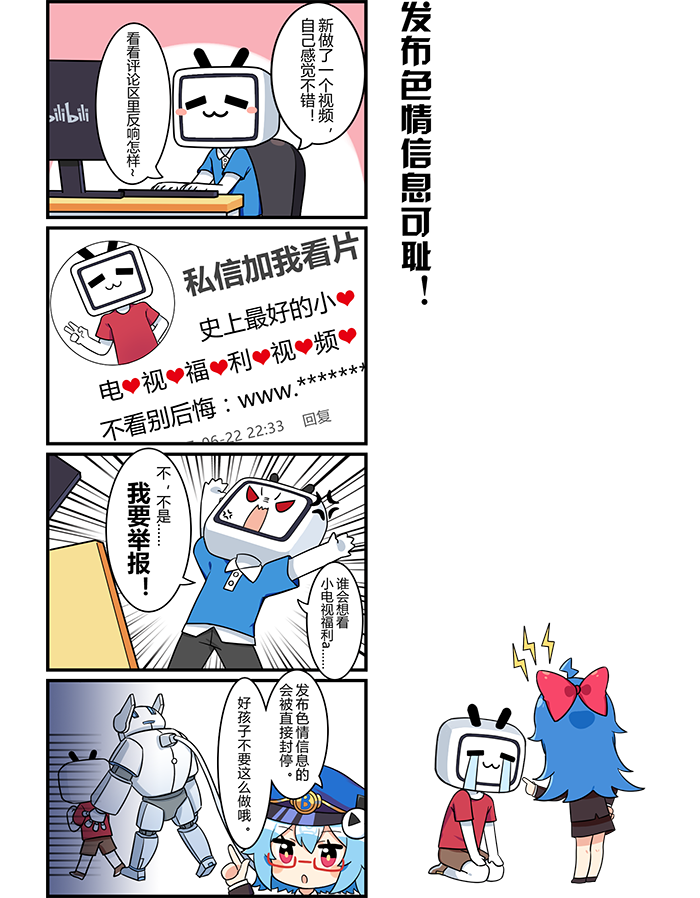 发布色情信息可耻！
新做了一个视频，
自己感觉不错！
看看评论区里
反响怎样~
bilibili
私信加我看片
史上最好的小❤
电❤视❤福❤利❤视❤频❤
不看别后悔：www.*******
06-22 22:33 回复
谁会想看
小电视福利a……
不，不是……
我要举报！
发布色情信息的
会被直接封停。
好孩子不要这么做哦。
B